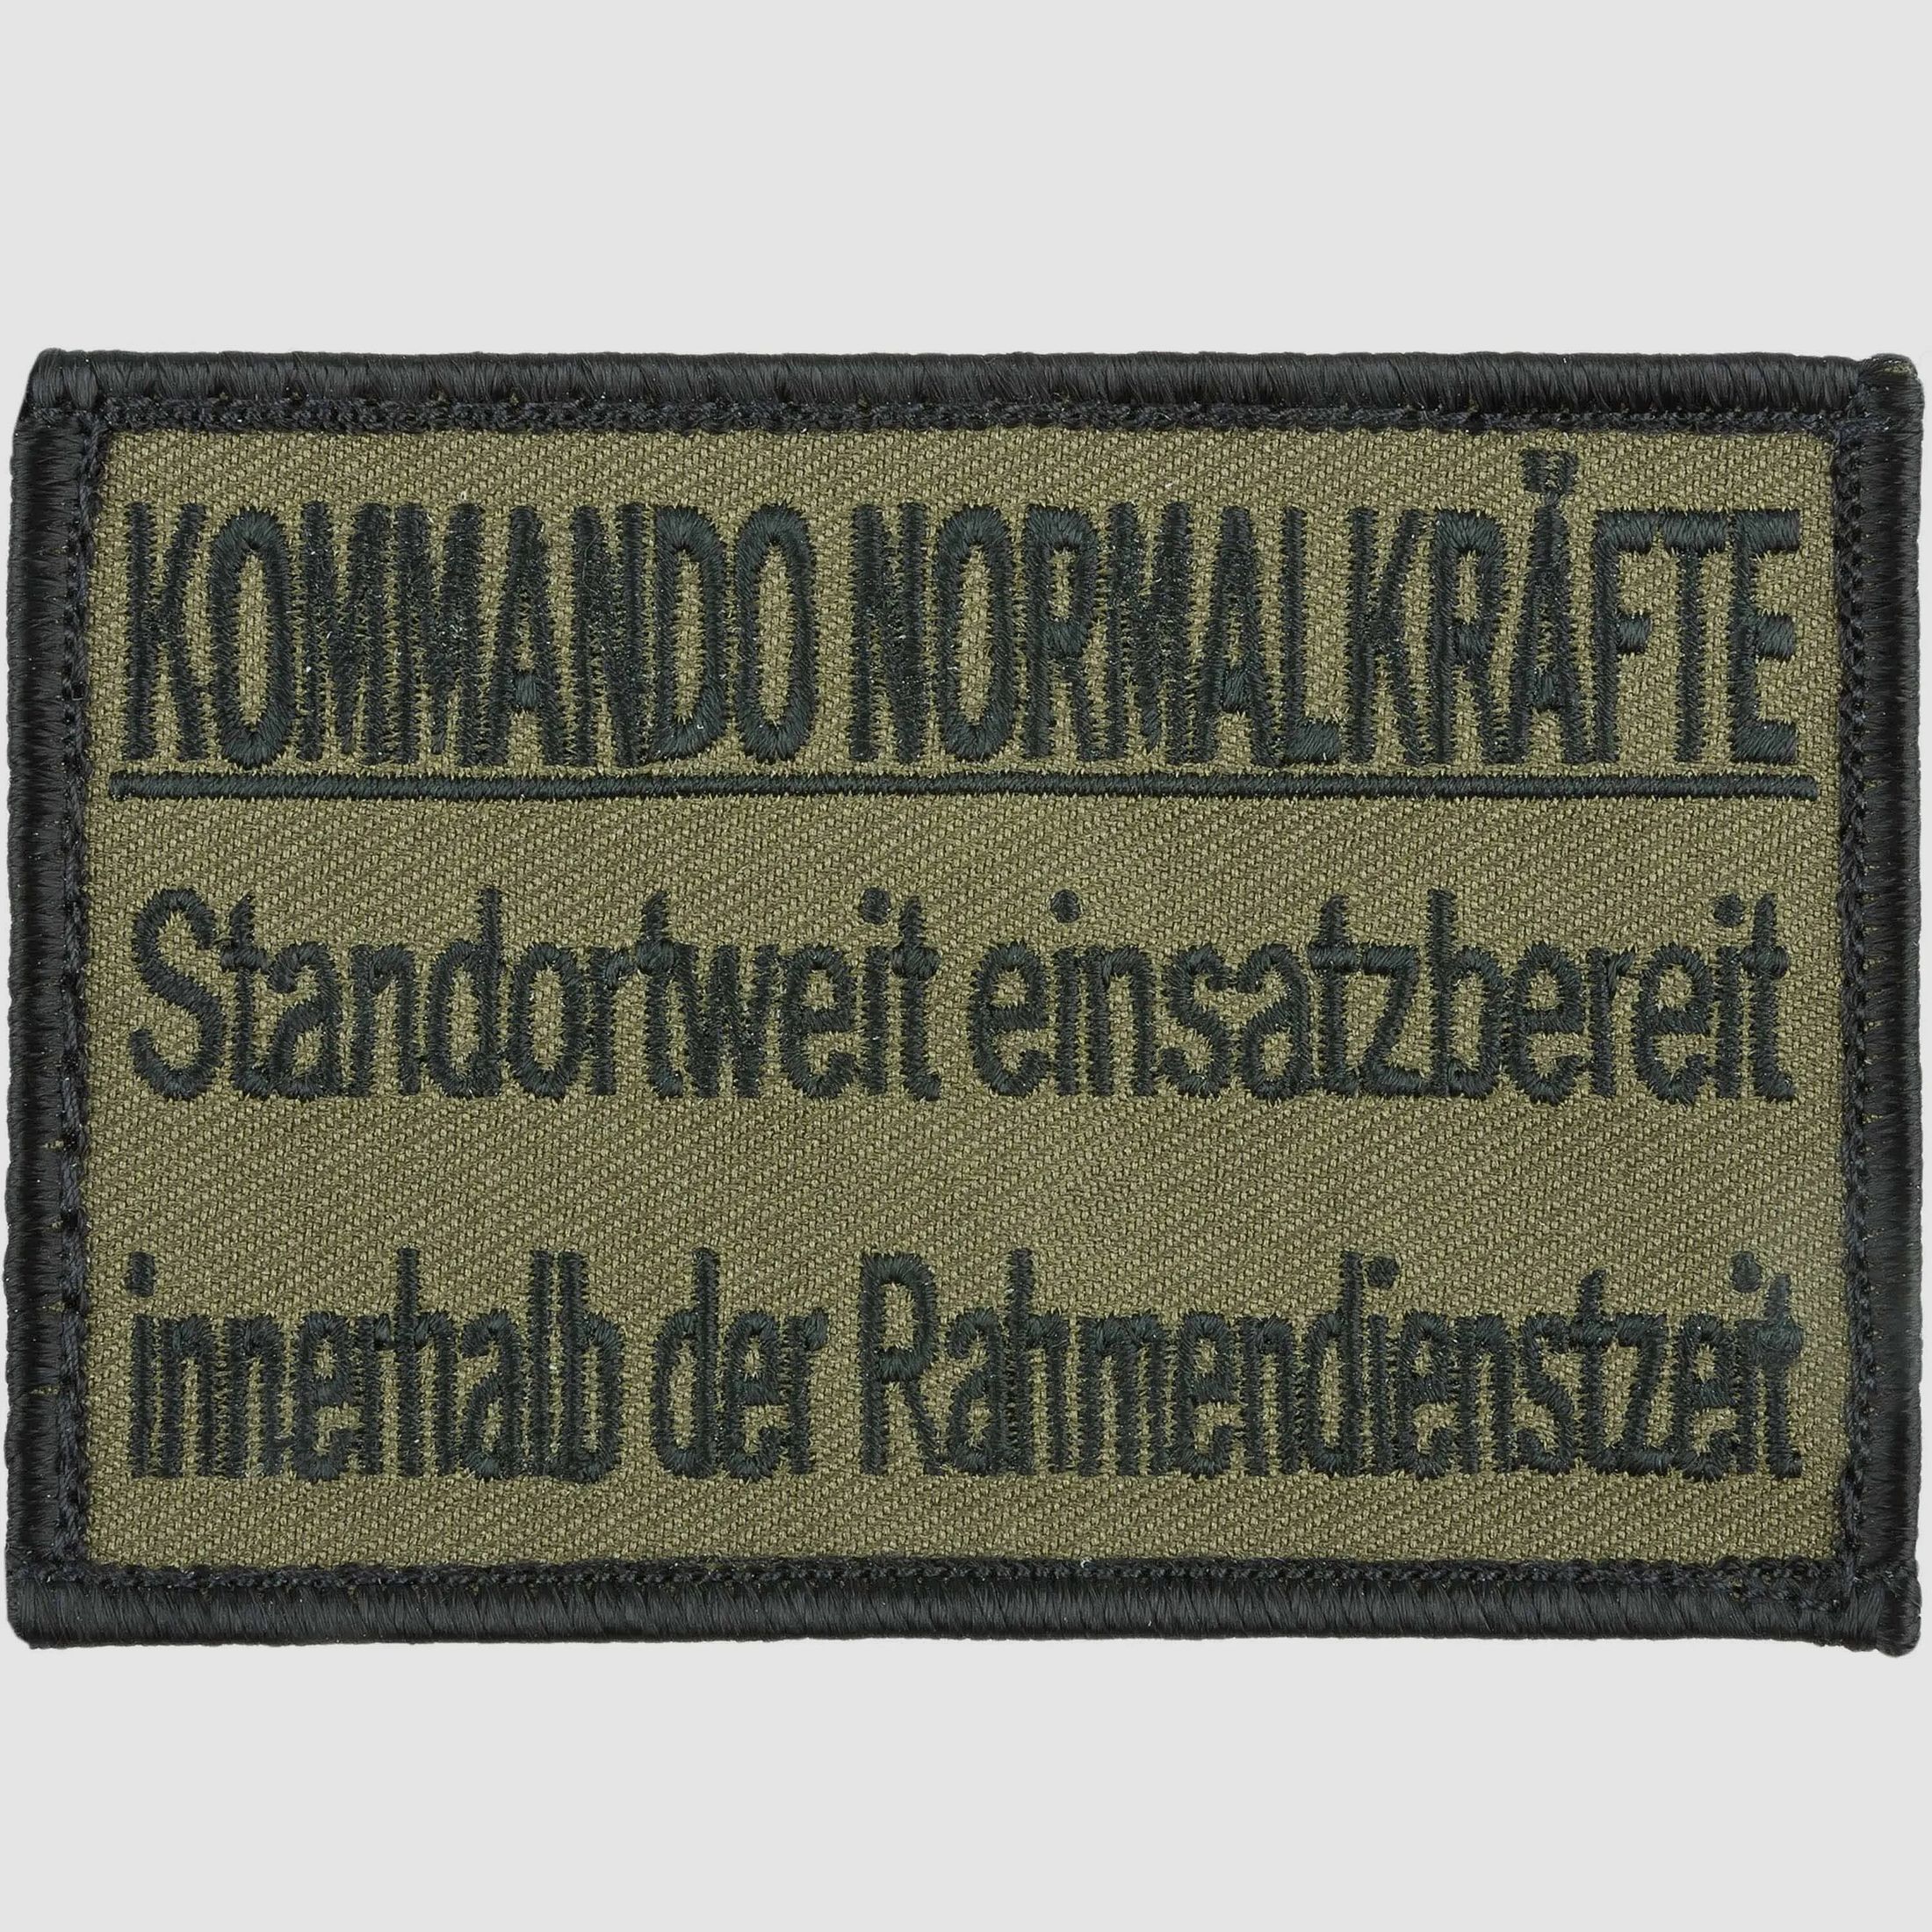 KOMMANDO NORMALKRÄFTE
Standortweit einsatzbereit
innerhalb der Rahmendienstzeit